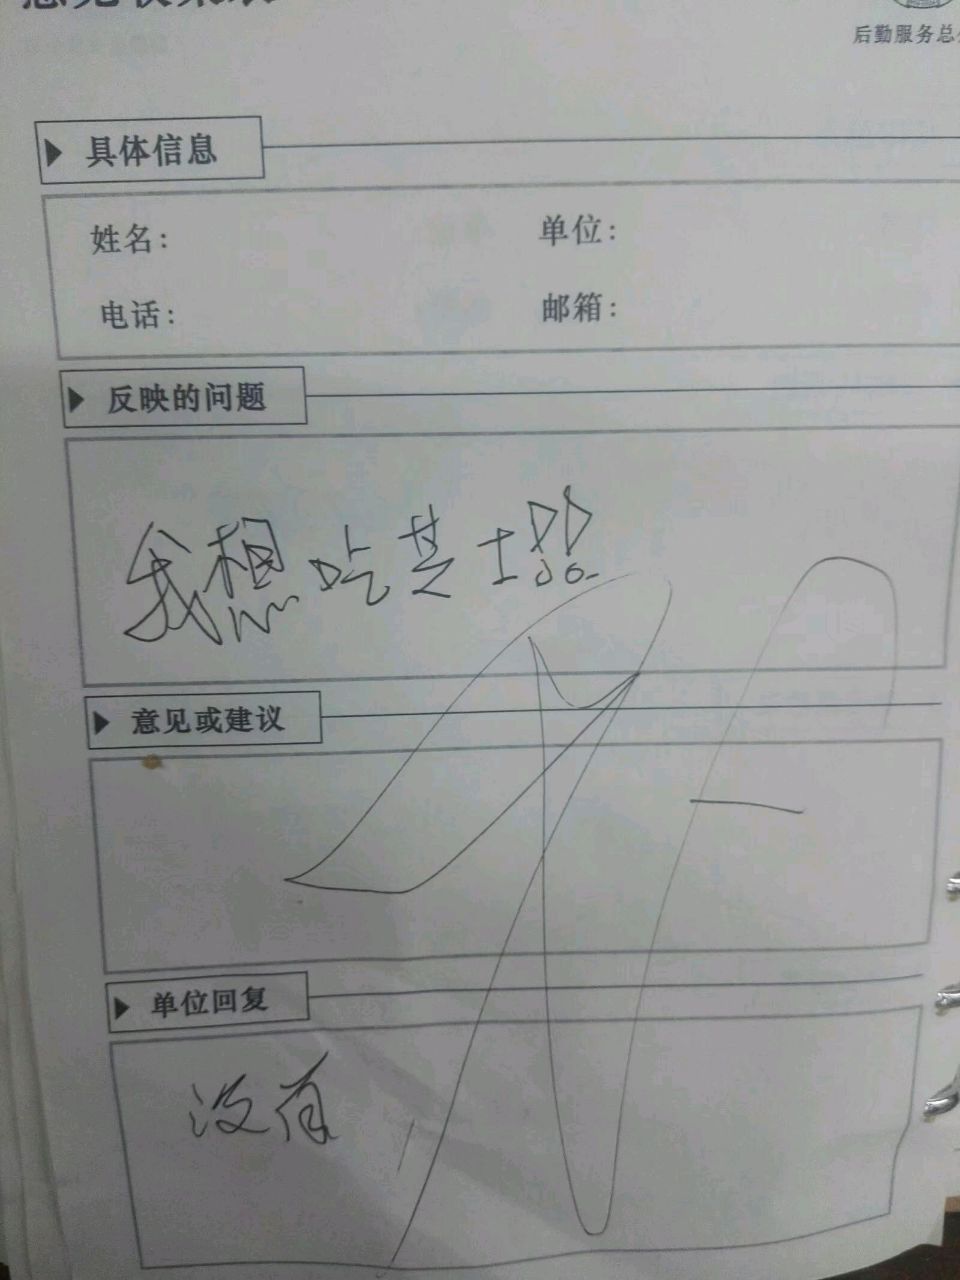 后勤服务总
具体信息
姓名: 单位:
电话: 邮箱:
反映的问题
我想吃芝士
意见或建议
单位回复
没有